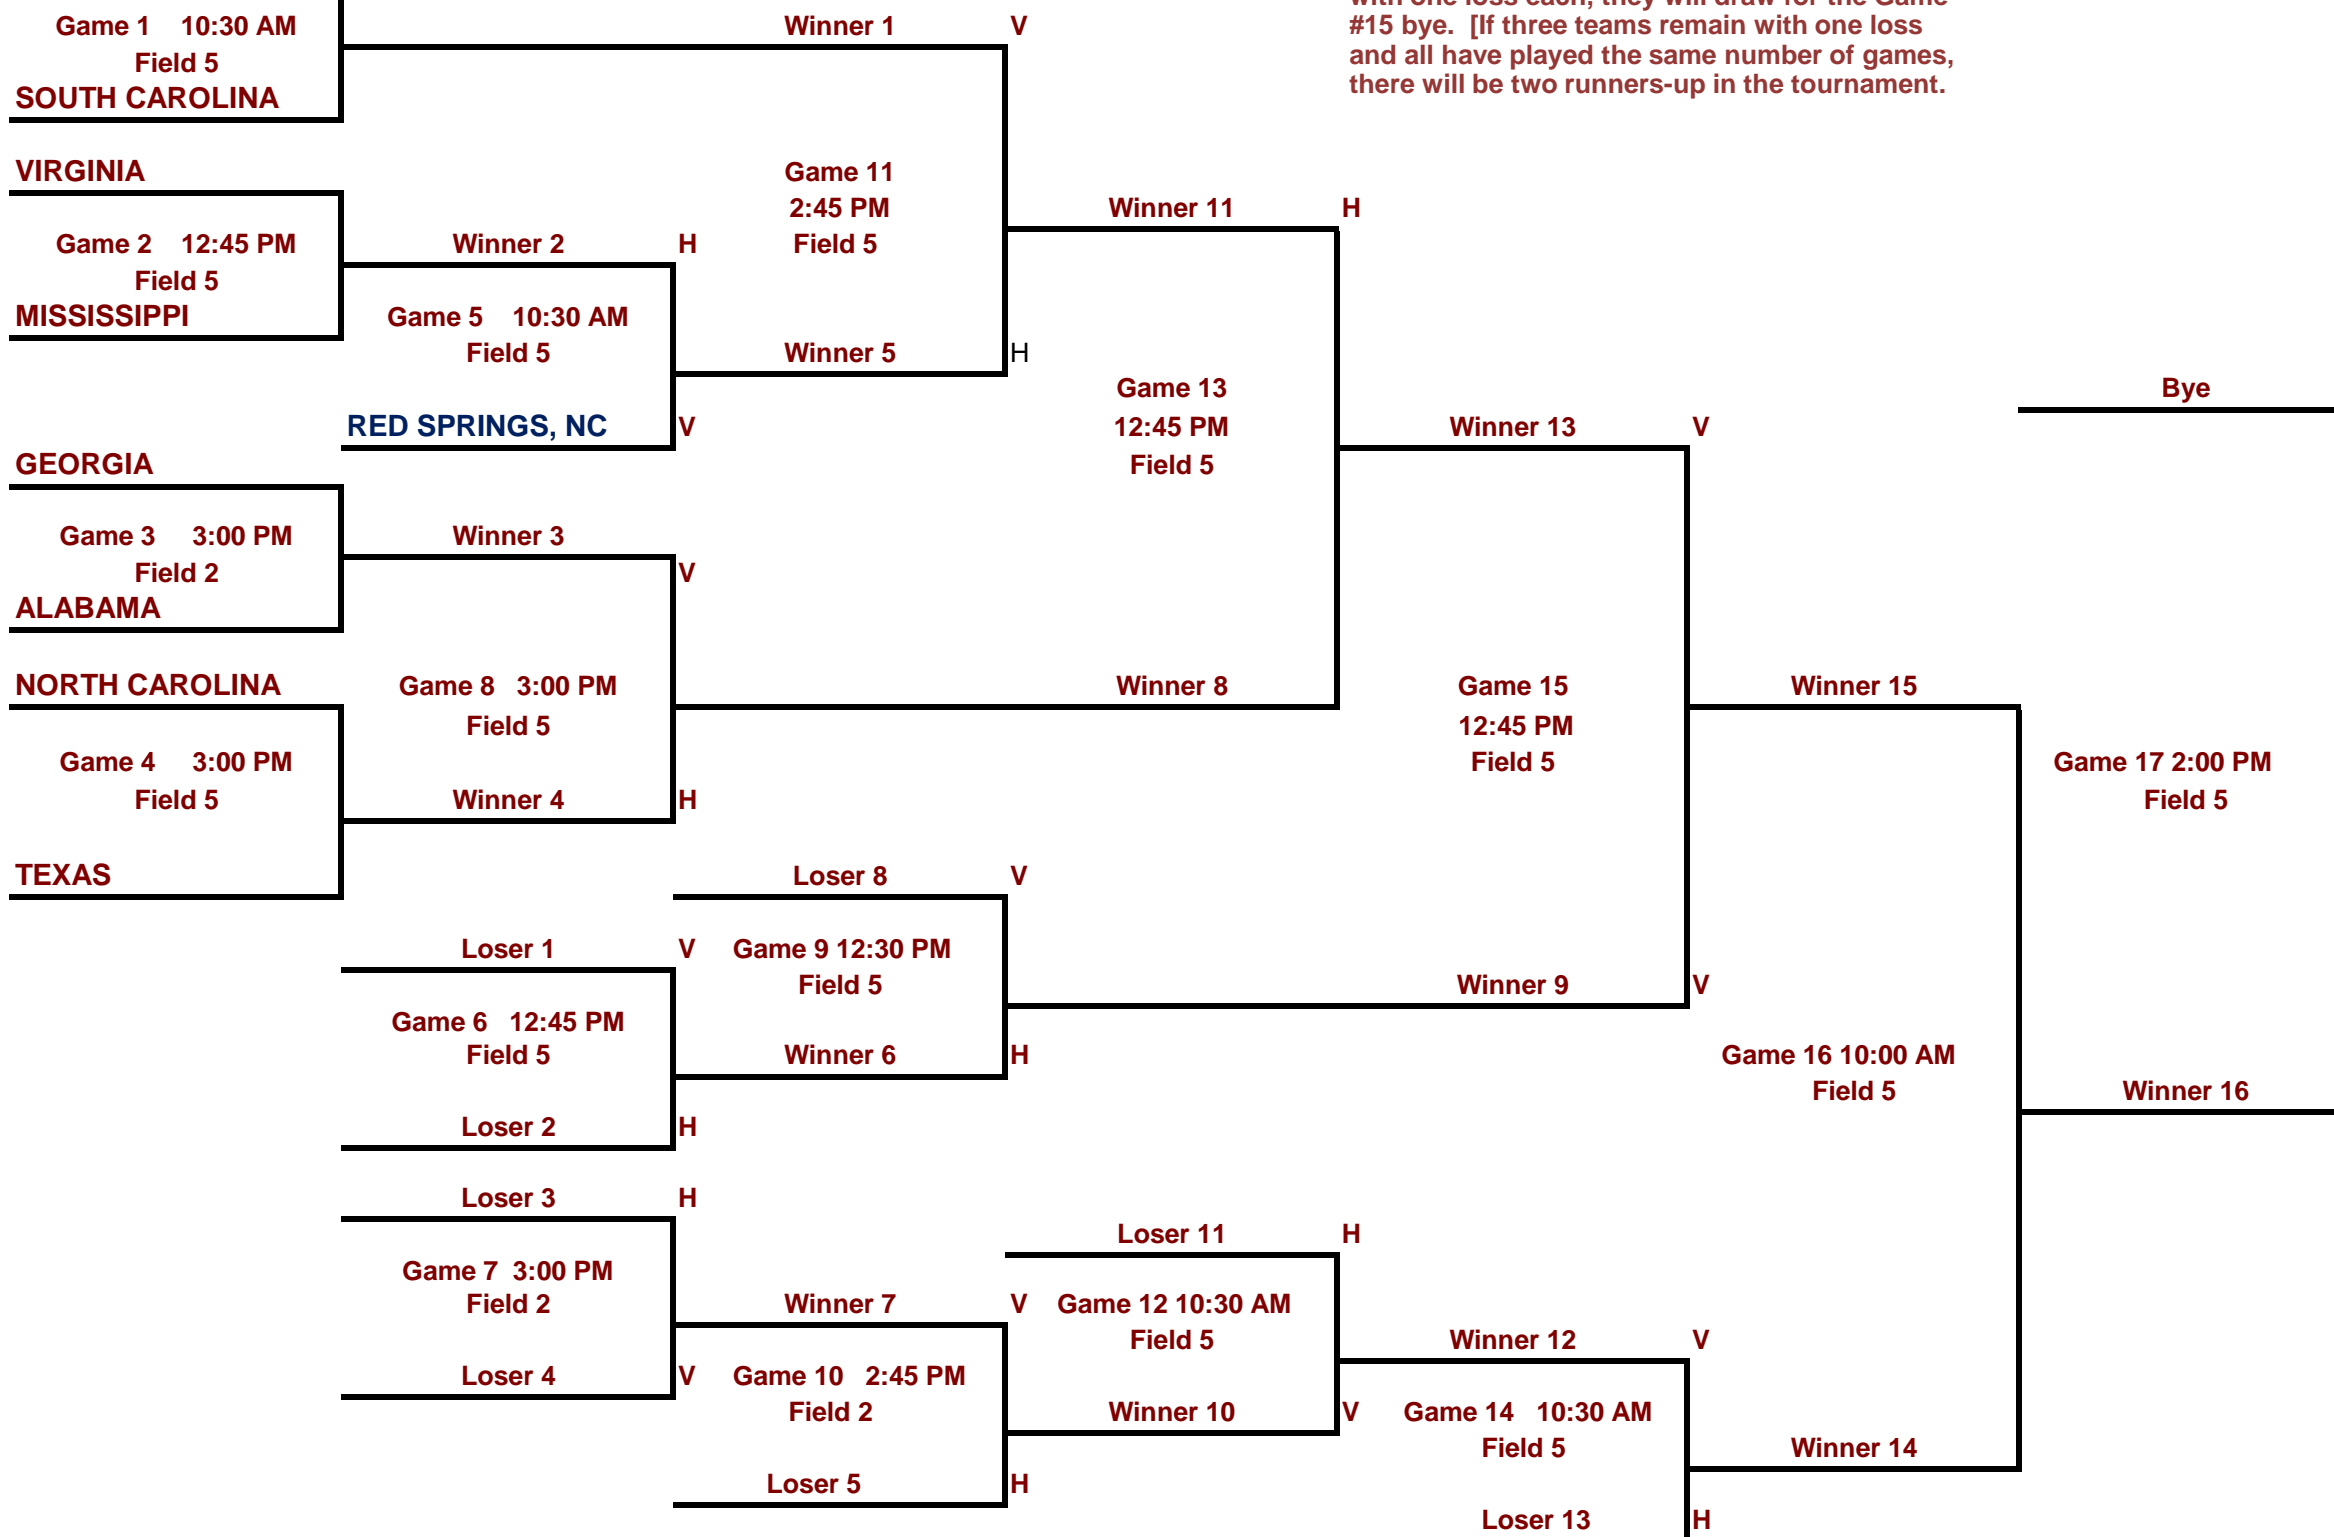 with one loss each, they will draw for the Game
#15 bye.  [If three teams remain with one loss
and all have played the same number of games,
there will be two runners-up in the tournament.
Game 1 10:30 AM
Field 5
SOUTH CAROLINA
Winner 1 V
VIRGINIA
Game 2 12:45 PM
Field 5
MISSISSIPPI
Winner 2 H
Game 5 10:30 AM
Field 5
RED SPRINGS, NC V
Game 11
2:45 PM
Field 5
Winner 5 H
Winner 11 H
Game 13
12:45 PM
Field 5
Winner 13 V
Bye
GEORGIA
Game 3 3:00 PM
Field 2
ALABAMA
Winner 3
V
NORTH CAROLINA
Game 4 3:00 PM
Field 5
TEXAS
Game 8 3:00 PM
Field 5
Winner 4 H
Winner 8
Game 15
12:45 PM
Field 5
Winner 15
Game 17 2:00 PM
Field 5
Loser 8 V
Loser 1 V
Game 9 12:30 PM
Field 5
Game 6 12:45 PM
Field 5
Winner 6 H
Loser 2 H
Winner 9 V
Game 16 10:00 AM
Field 5
Winner 16
Loser 3 H
Game 7 3:00 PM
Field 2
Loser 4 V
Winner 7 V
Game 10 2:45 PM
Field 2
Loser 5 H
Loser 11 H
Game 12 10:30 AM
Field 5
Winner 10 V
Winner 12 V
Game 14 10:30 AM
Field 5
Winner 14
Loser 13 H